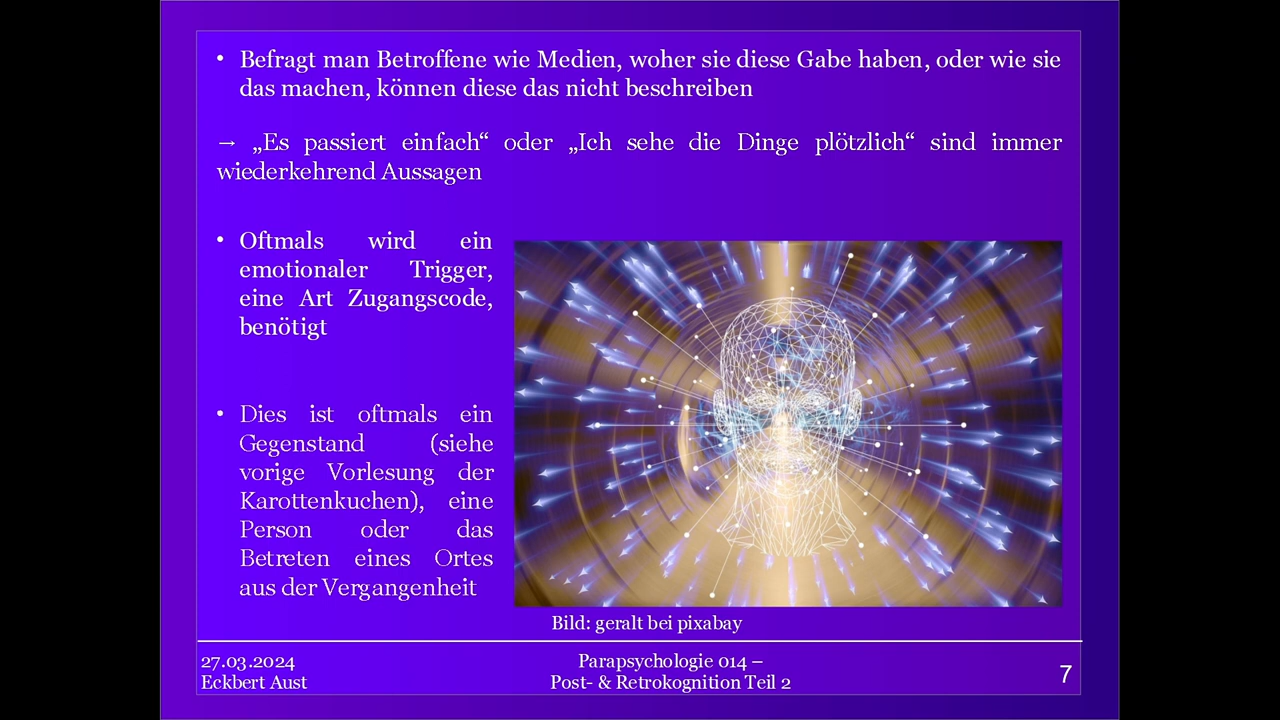 • Befragt man Betroffene wie Medien, woher sie diese Gabe haben, oder wie sie
das machen, können diese das nicht beschreiben
→ „Es passiert einfach“ oder „Ich sehe die Dinge plötzlich“ sind immer
wiederkehrend Aussagen
• Oftmals wird ein
emotionaler Trigger,
eine Art Zugangscode,
benötigt
• Dies ist oftmals ein
Gegenstand (siehe
vorige Vorlesung der
Karottenkuchen), eine
Person oder das
Betreten eines Ortes
aus der Vergangenheit
Bild: geralt bei pixabay
27.03.2024
Eckbert Aust
Parapsychologie 014 –
Post- & Retrokognition Teil 2
7